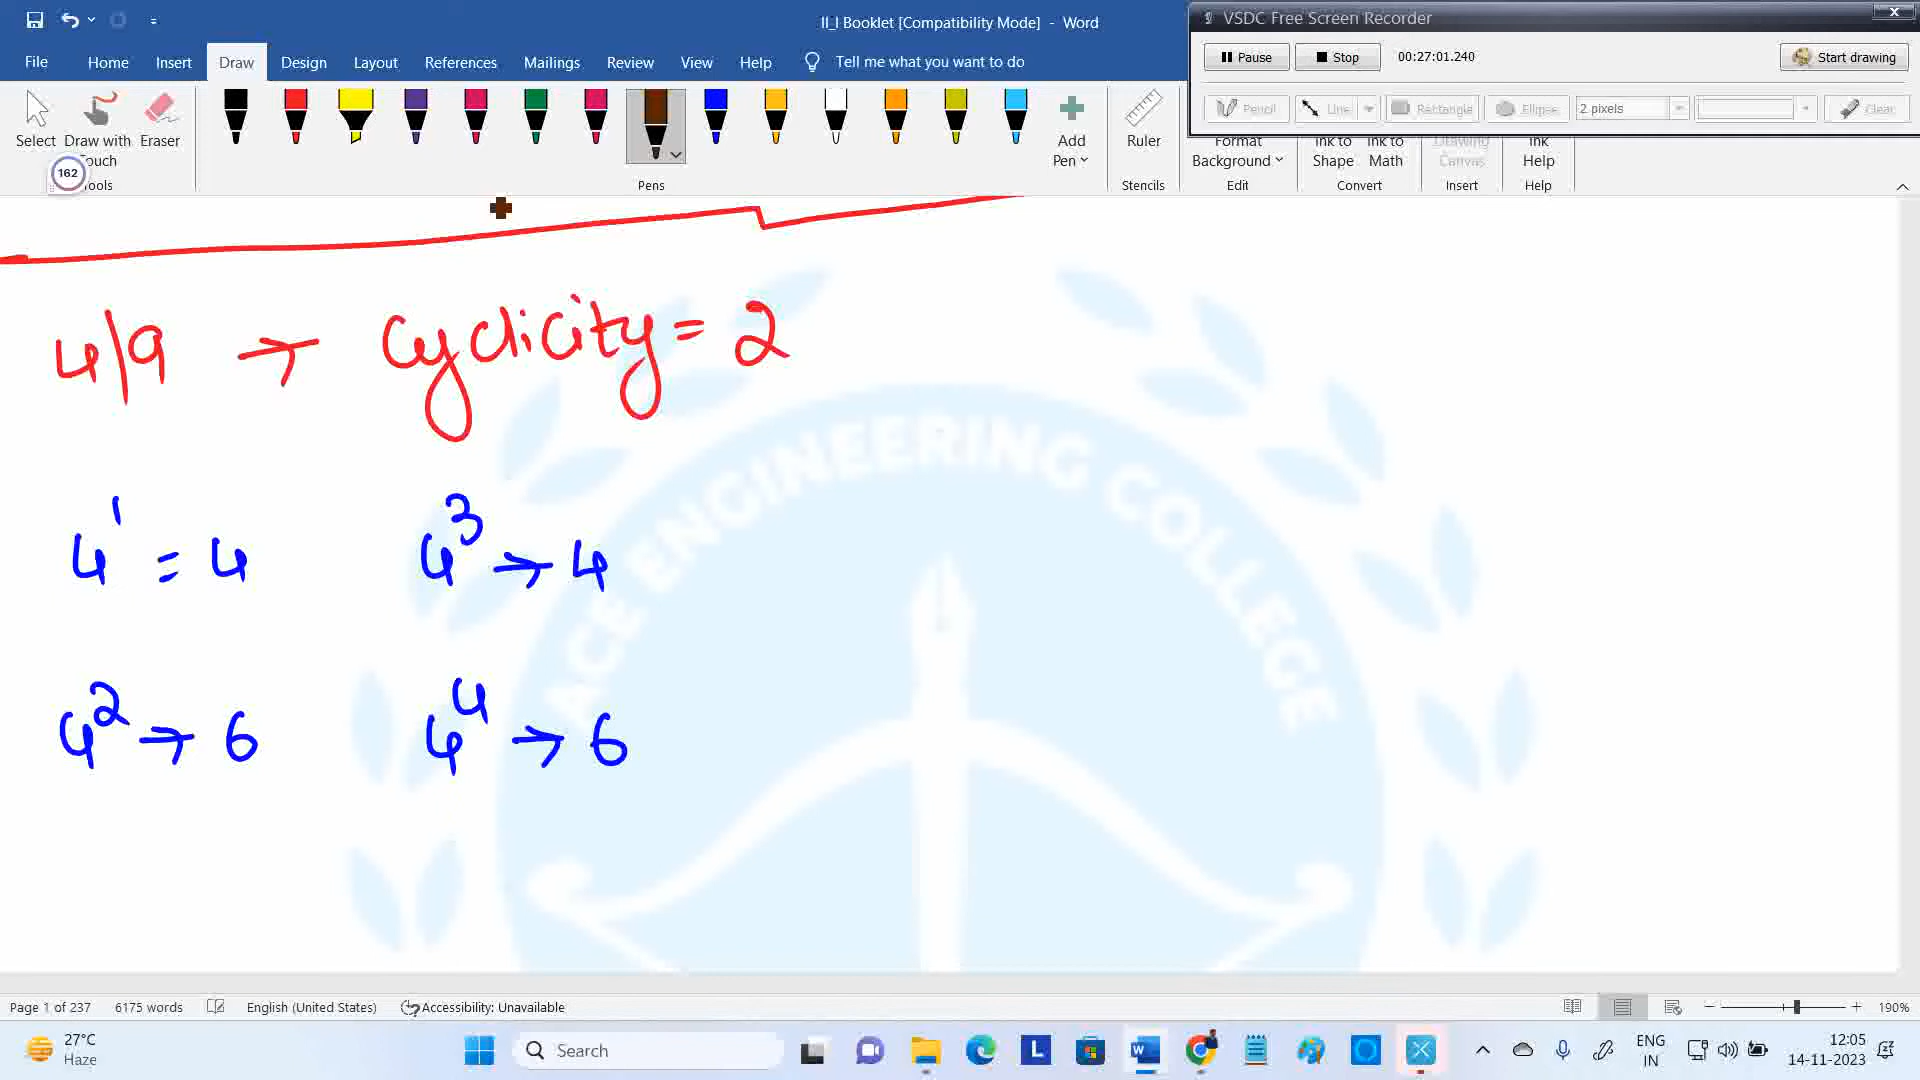 II_I Booklet [Compatibility Mode] - Word
VSDC Free Screen Recorder
File Home Insert Draw Design Layout References Mailings Review View Help Tell me what you want to do
Pause Stop 00:27:01.240 Start drawing
Pencil Line Rectangle Ellipse 2 pixels Clear
Select Draw with Touch Eraser Add Pen Ruler Format Background Ink to Shape Ink to Math Drawing Canvas Ink Help
162
Tools Pens Stencils Edit Convert Insert Help
4/9 → Cyclicity = 2
4¹ = 4 4³ → 4
4² → 6 4⁴ → 6
ACE ENGINEERING COLLEGE
Page 1 of 237 6175 words English (United States) Accessibility: Unavailable 190%
27°C
Haze
Search
ENG
IN
12:05
14-11-2023